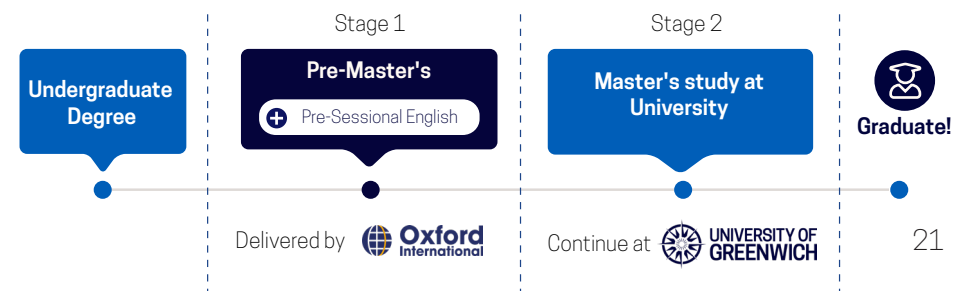 Stage 1
Stage 2
Undergraduate
Degree
Pre-Master's
Pre-Sessional English
Master's study at
University
Graduate!
Delivered by
Oxford
International
Continue at
UNIVERSITY OF
GREENWICH
21